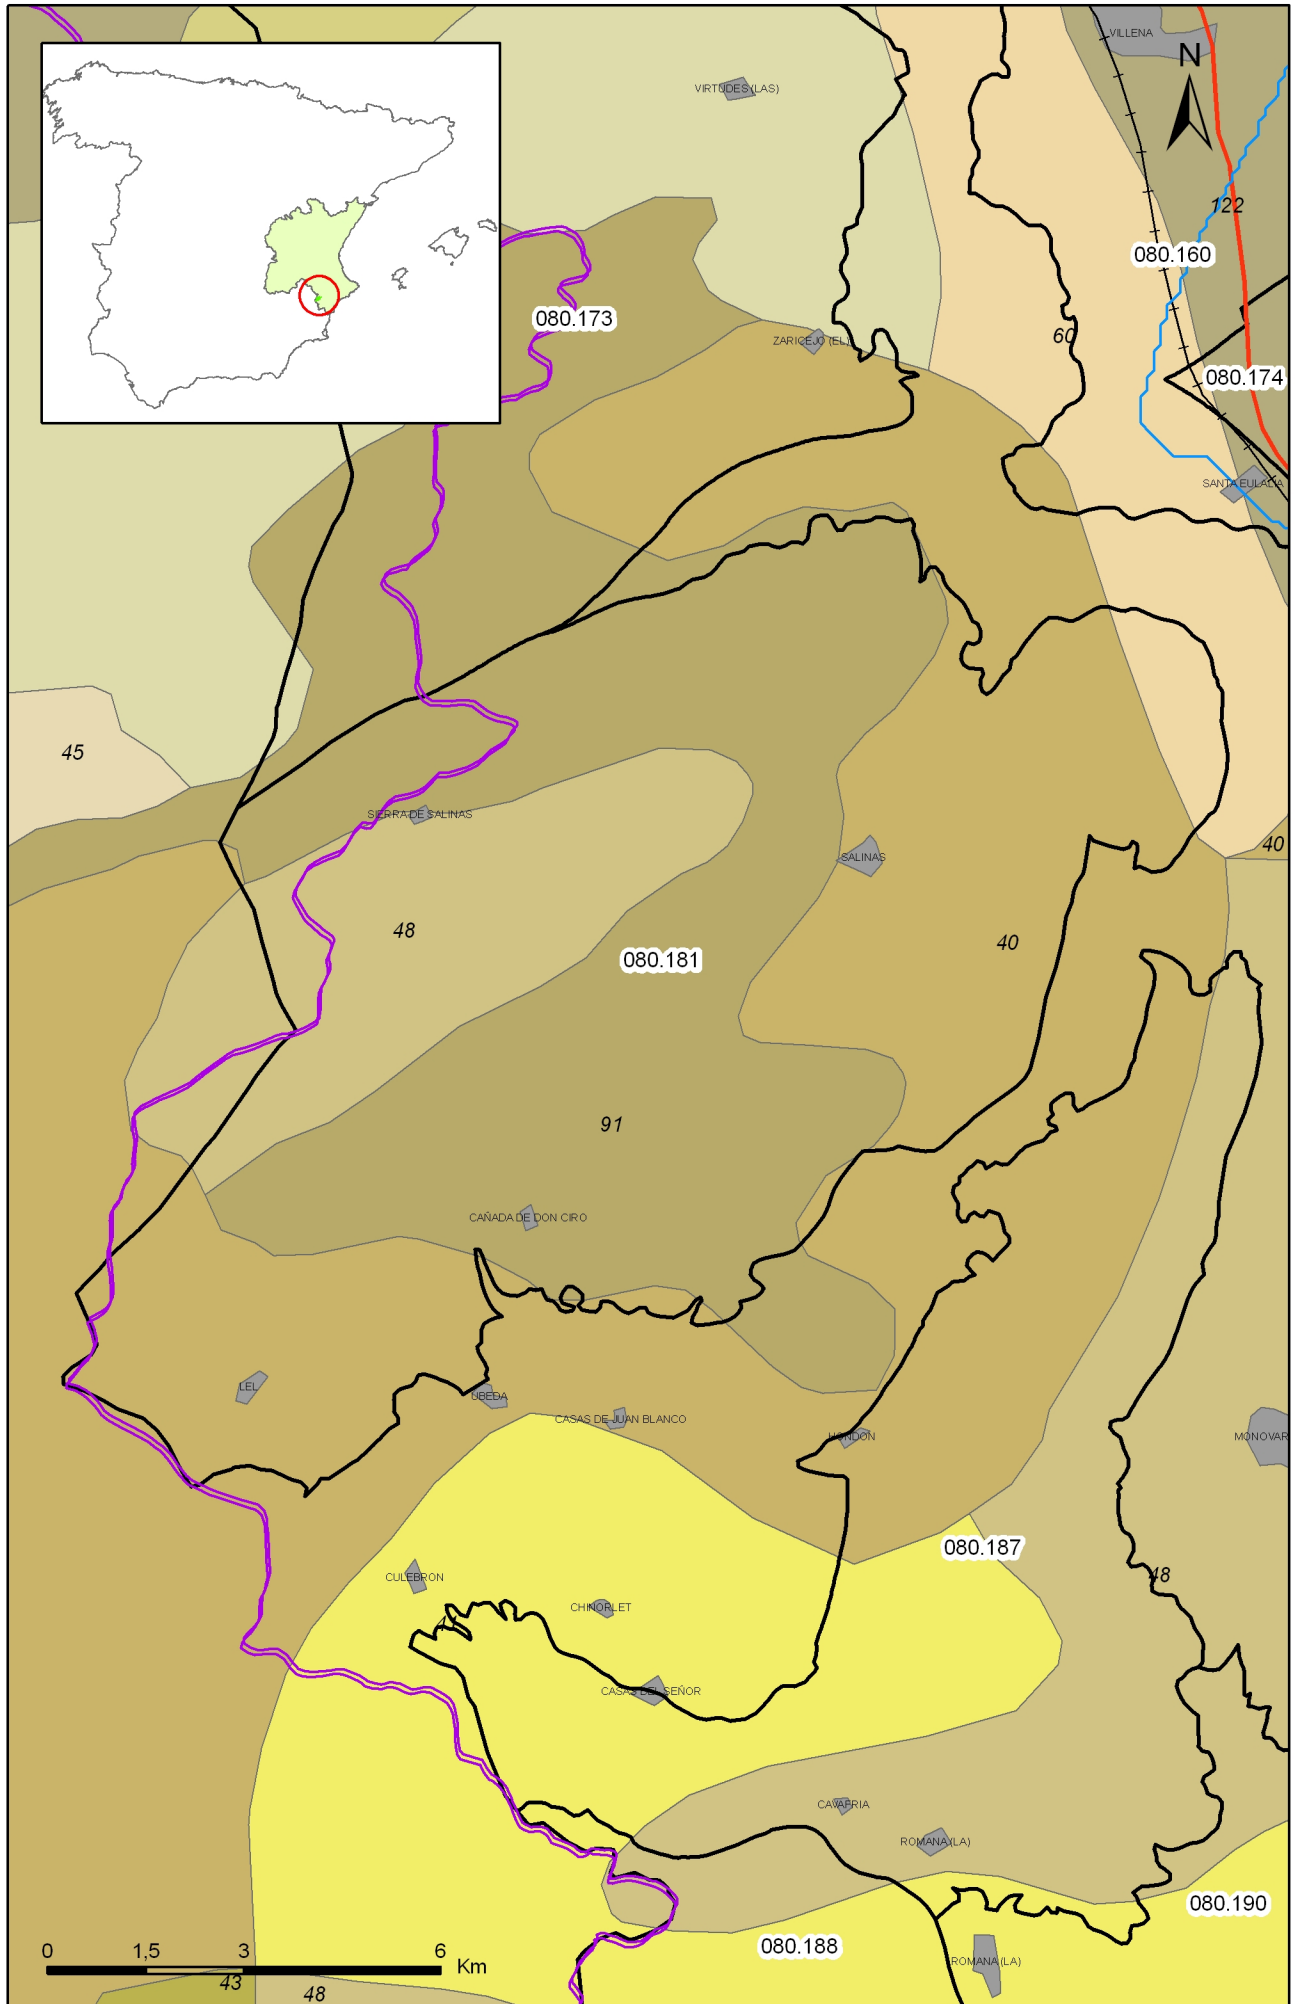 VILLENA
N
VIRTUDES (LAS)
122
080.160
080.173
60
ZARICEJO (EL)
080.174
SANTA EULALIA
45
SIERRA DE SALINAS
40
SALINAS
48
40
080.181
91
CAÑADA DE DON CIRO
LEL
UBEDA
CASAS DE JUAN BLANCO
HONDON
MONOVAR
080.187
48
CULEBRON
CHINORLET
CASAS DEL SEÑOR
CAVAFRIA
ROMANA (LA)
080.190
080.188
0 1,5 3 6 Km
ROMANA (LA)
43
48